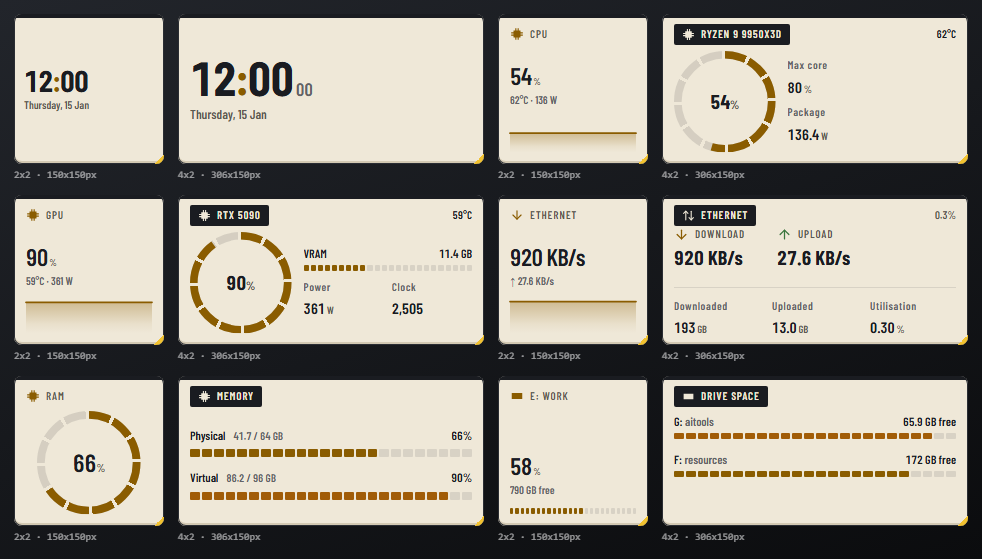 12:00
Thursday, 15 Jan
2x2 · 150x150px
12:00 00
Thursday, 15 Jan
4x2 · 306x150px
CPU
54%
62°C · 136 W
2x2 · 150x150px
RYZEN 9 9950X3D
62°C
54%
Max core
80 %
Package
136.4 W
4x2 · 306x150px
GPU
90%
59°C · 361 W
2x2 · 150x150px
RTX 5090
59°C
90%
VRAM
11.4 GB
Power
Clock
361 W
2,505
4x2 · 306x150px
ETHERNET
920 KB/s
↑ 27.6 KB/s
2x2 · 150x150px
ETHERNET
0.3%
↓ DOWNLOAD
↑ UPLOAD
920 KB/s
27.6 KB/s
Downloaded
Uploaded
Utilisation
193 GB
13.0 GB
0.30 %
4x2 · 306x150px
RAM
66%
2x2 · 150x150px
MEMORY
Physical 41.7 / 64 GB
66%
Virtual 86.2 / 96 GB
90%
4x2 · 306x150px
E: WORK
58%
790 GB free
2x2 · 150x150px
DRIVE SPACE
G: aitools
65.9 GB free
F: resources
172 GB free
4x2 · 306x150px